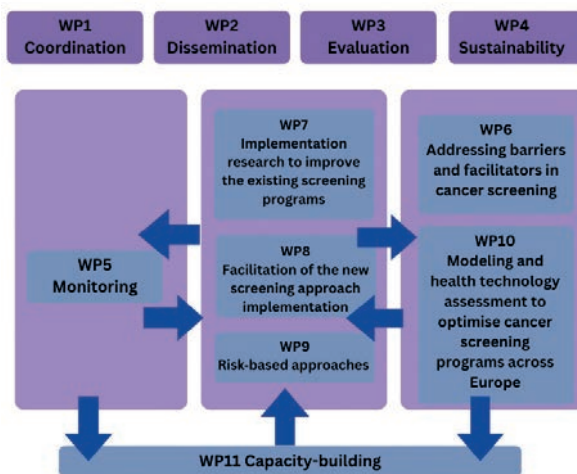 WP1
Coordination
WP2
Dissemination
WP3
Evaluation
WP4
Sustainability
WP5
Monitoring
WP7
Implementation
research to improve
the existing screening
programs
WP8
Facilitation of the new
screening approach
implementation
WP9
Risk-based approaches
WP6
Addressing barriers
and facilitators in
cancer screening
WP10
Modeling and
health technology
assessment to
optimise cancer
screening
programs across
Europe
WP11 Capacity-building